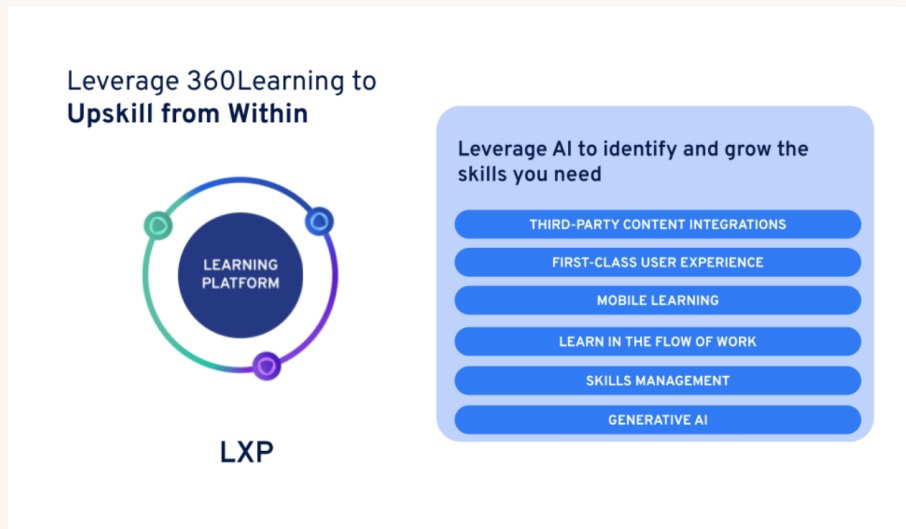 Leverage 360Learning to
Upskill from Within
LEARNING
PLATFORM
LXP
Leverage AI to identify and grow the
skills you need
THIRD-PARTY CONTENT INTEGRATIONS
FIRST-CLASS USER EXPERIENCE
MOBILE LEARNING
LEARN IN THE FLOW OF WORK
SKILLS MANAGEMENT
GENERATIVE AI